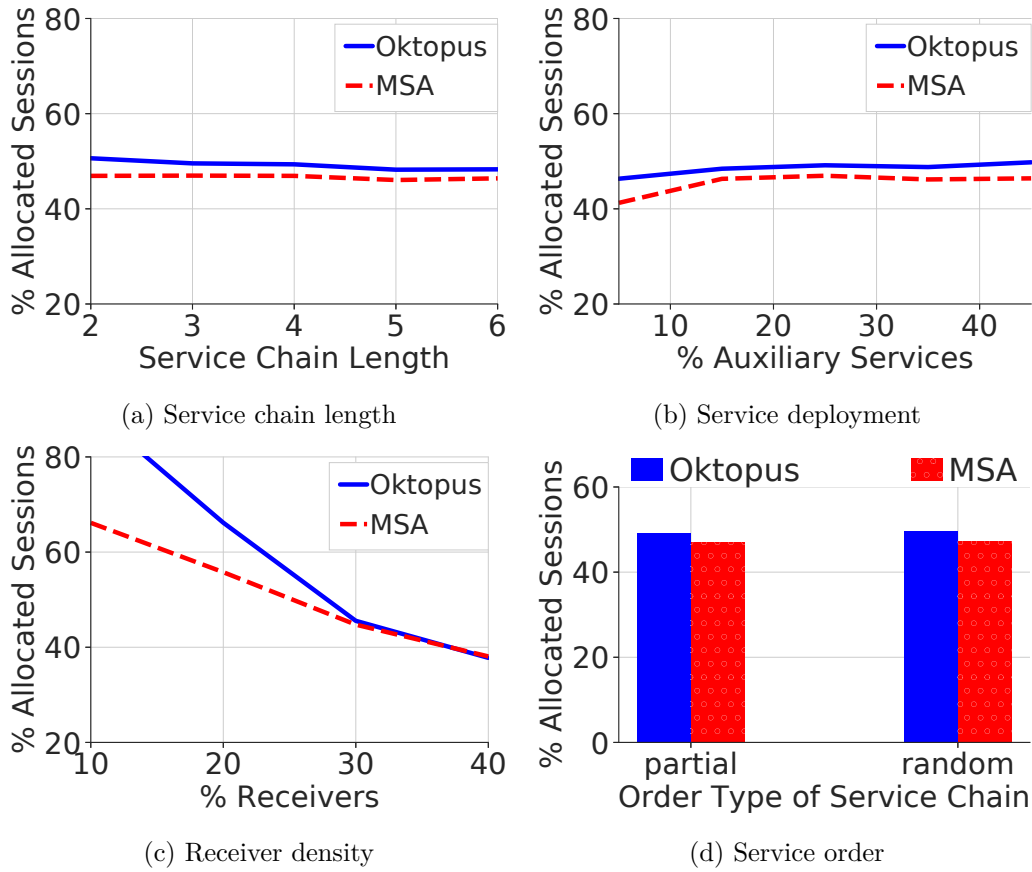 % Allocated Sessions
80
60
40
20
Oktopus
MSA
2 3 4 5 6
Service Chain Length
(a) Service chain length
% Allocated Sessions
80
60
40
20
Oktopus
MSA
10 20 30 40
% Auxiliary Services
(b) Service deployment
% Allocated Sessions
80
60
40
20
Oktopus
MSA
10 20 30 40
% Receivers
(c) Receiver density
% Allocated Sessions
Oktopus MSA
60
40
20
0
partial random
Order Type of Service Chain
(d) Service order